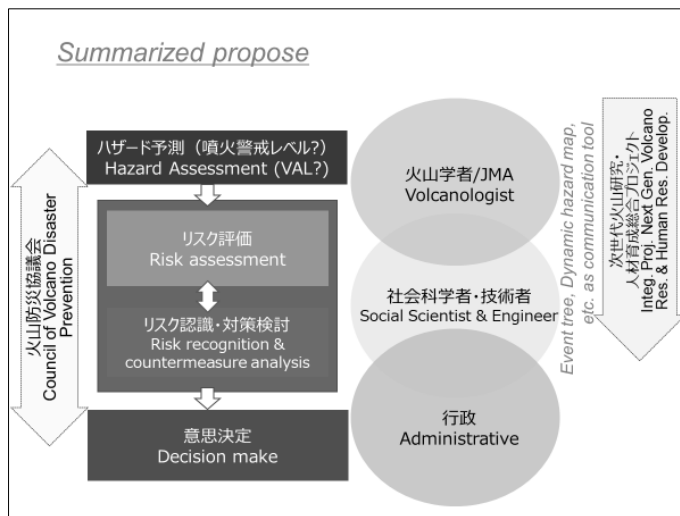 Summarized propose
ハザード予測（噴火警戒レベル?）
Hazard Assessment (VAL?)
リスク評価
Risk assessment
リスク認識・対策検討
Risk recognition &
countermeasure analysis
意思決定
Decision make
火山防災協議会
Council of Volcano Disaster
Prevention
火山学者/JMA
Volcanologist
社会科学者・技術者
Social Scientist & Engineer
行政
Administrative
Event tree, Dynamic hazard map,
etc. as communication tool
次世代火山研究・
人材育成総合プロジェクト
Integ. Proj. Next Gen. Volcano
Res. & Human Res. Develop.